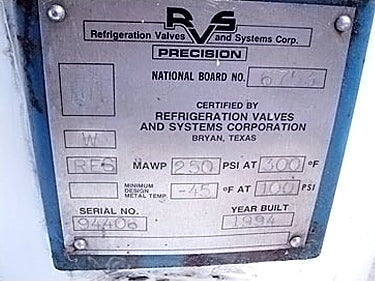 RVS
Refrigeration Valves and Systems Corp.
PRECISION
NATIONAL BOARD NO.
CERTIFIED BY
REFRIGERATION VALVES
AND SYSTEMS CORPORATION
BRYAN, TEXAS
W
MAWP 250 PSI AT 300 °F
MINIMUM DESIGN METAL TEMP. -45 °F AT 100 PSI
SERIAL NO. YEAR BUILT
94406 1994